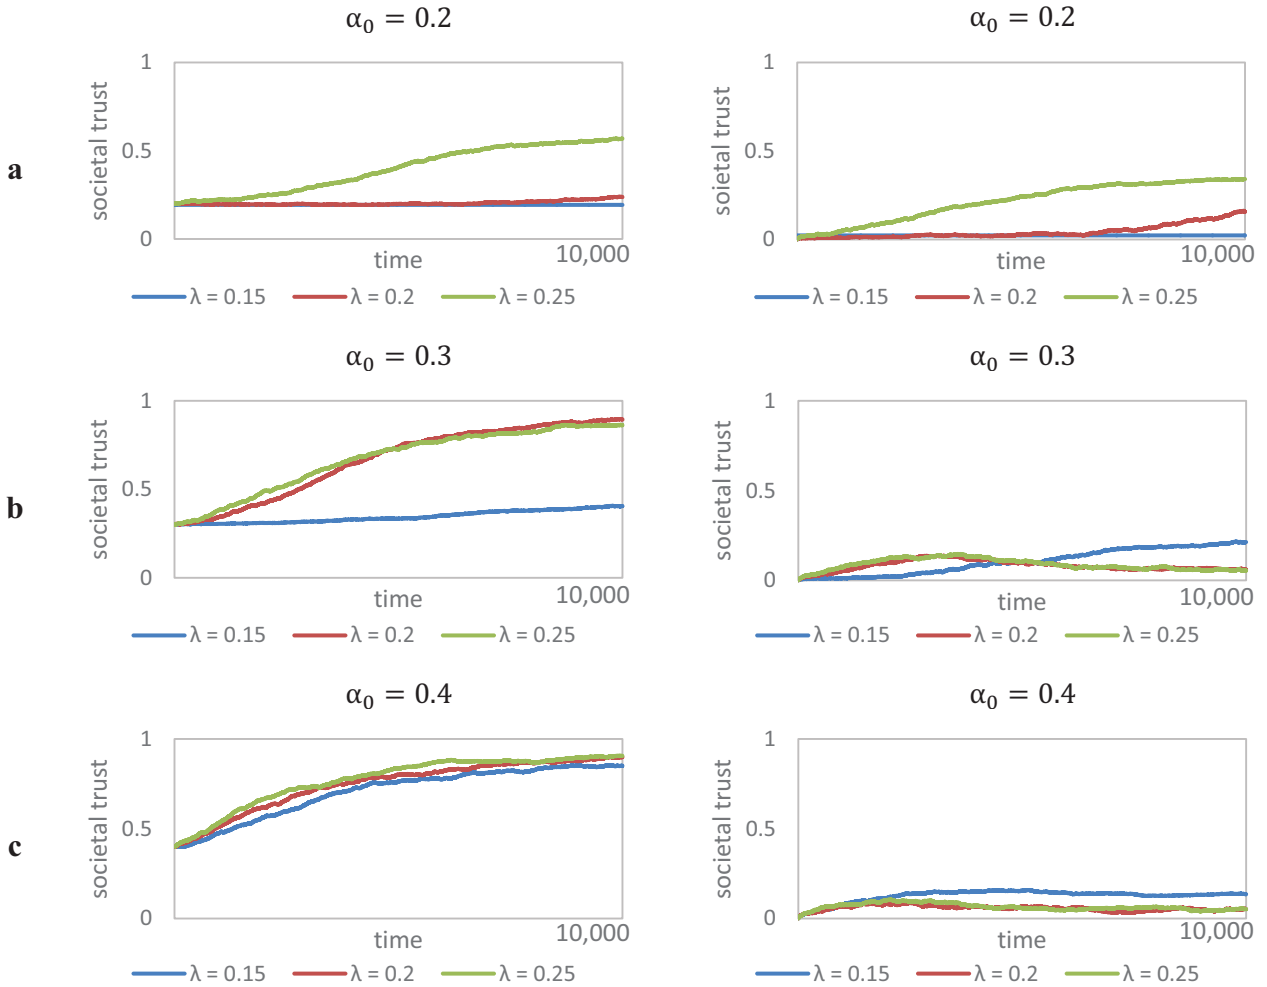 α₀ = 0.2
α₀ = 0.2
a
societal trust
1
0.5
0
time
10,000
λ = 0.15 λ = 0.2 λ = 0.25
soietal trust
1
0.5
0
time
10,000
λ = 0.15 λ = 0.2 λ = 0.25
α₀ = 0.3
α₀ = 0.3
b
societal trust
1
0.5
0
time
10,000
λ = 0.15 λ = 0.2 λ = 0.25
societal trust
1
0.5
0
time
10,000
λ = 0.15 λ = 0.2 λ = 0.25
α₀ = 0.4
α₀ = 0.4
c
societal trust
1
0.5
0
time
10,000
λ = 0.15 λ = 0.2 λ = 0.25
societal trust
1
0.5
0
time
10,000
λ = 0.15 λ = 0.2 λ = 0.25